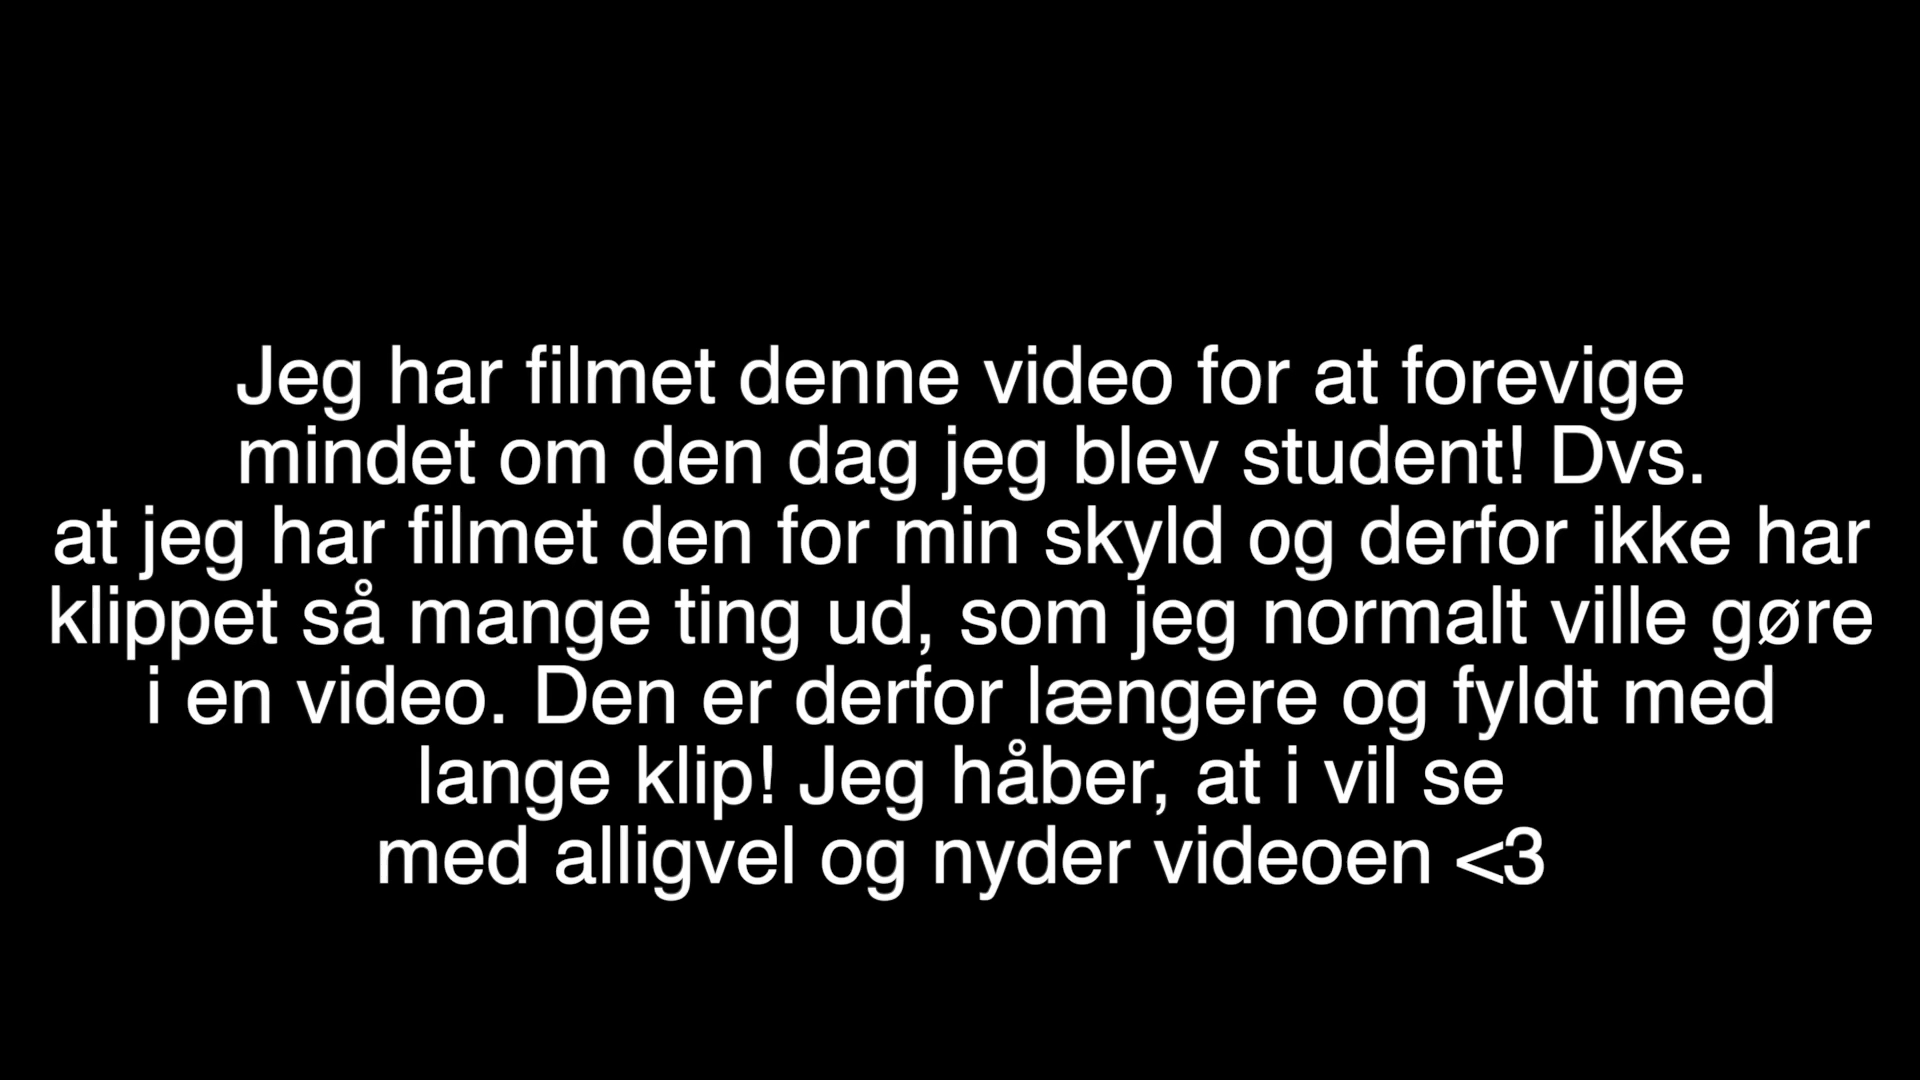 Jeg har filmet denne video for at forevige
mindet om den dag jeg blev student! Dvs.
at jeg har filmet den for min skyld og derfor ikke har
klippet så mange ting ud, som jeg normalt ville gøre
i en video. Den er derfor længere og fyldt med
lange klip! Jeg håber, at i vil se
med alligvel og nyder videoen <3